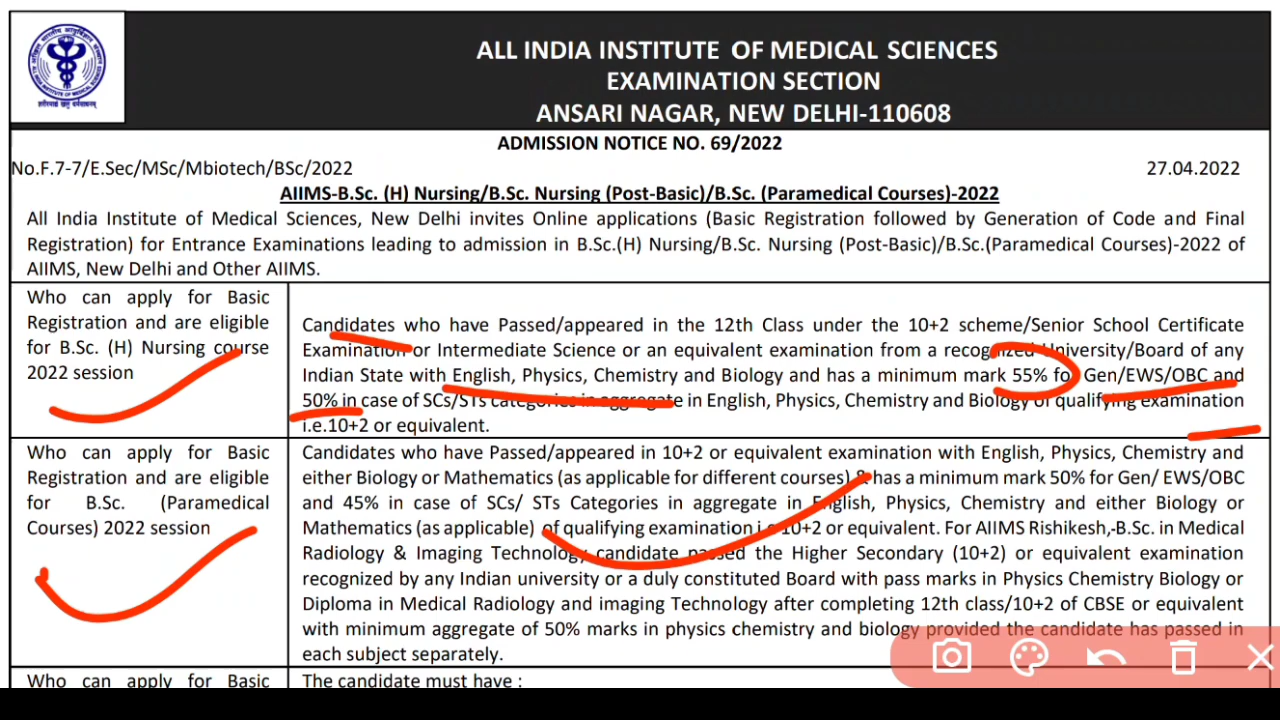 ALL INDIA INSTITUTE OF MEDICAL SCIENCES
EXAMINATION SECTION
ANSARI NAGAR, NEW DELHI-110608
ADMISSION NOTICE NO. 69/2022
No.F.7-7/E.Sec/MSc/Mbiotech/BSc/2022 27.04.2022
AIIMS-B.Sc. (H) Nursing/B.Sc. Nursing (Post-Basic)/B.Sc. (Paramedical Courses)-2022
All India Institute of Medical Sciences, New Delhi invites Online applications (Basic Registration followed by Generation of Code and Final
Registration) for Entrance Examinations leading to admission in B.Sc.(H) Nursing/B.Sc. Nursing (Post-Basic)/B.Sc.(Paramedical Courses)-2022 of
AIIMS, New Delhi and Other AIIMS.
Who can apply for Basic
Registration and are eligible
for B.Sc. (H) Nursing course
2022 session
Candidates who have Passed/appeared in the 12th Class under the 10+2 scheme/Senior School Certificate
Examination or Intermediate Science or an equivalent examination from a recognized University/Board of any
Indian State with English, Physics, Chemistry and Biology and has a minimum mark 55% for Gen/EWS/OBC and
50% in case of SCs/STs categories in aggregate in English, Physics, Chemistry and Biology of qualifying examination
i.e.10+2 or equivalent.
Who can apply for Basic
Registration and are eligible
for B.Sc. (Paramedical
Courses) 2022 session
Candidates who have Passed/appeared in 10+2 or equivalent examination with English, Physics, Chemistry and
either Biology or Mathematics (as applicable for different courses) & has a minimum mark 50% for Gen/ EWS/OBC
and 45% in case of SCs/ STs Categories in aggregate in English, Physics, Chemistry and either Biology or
Mathematics (as applicable) of qualifying examination i.e 10+2 or equivalent. For AIIMS Rishikesh,-B.Sc. in Medical
Radiology & Imaging Technology candidate passed the Higher Secondary (10+2) or equivalent examination
recognized by any Indian university or a duly constituted Board with pass marks in Physics Chemistry Biology or
Diploma in Medical Radiology and imaging Technology after completing 12th class/10+2 of CBSE or equivalent
with minimum aggregate of 50% marks in physics chemistry and biology provided the candidate has passed in
each subject separately.
Who can apply for Basic
The candidate must have :